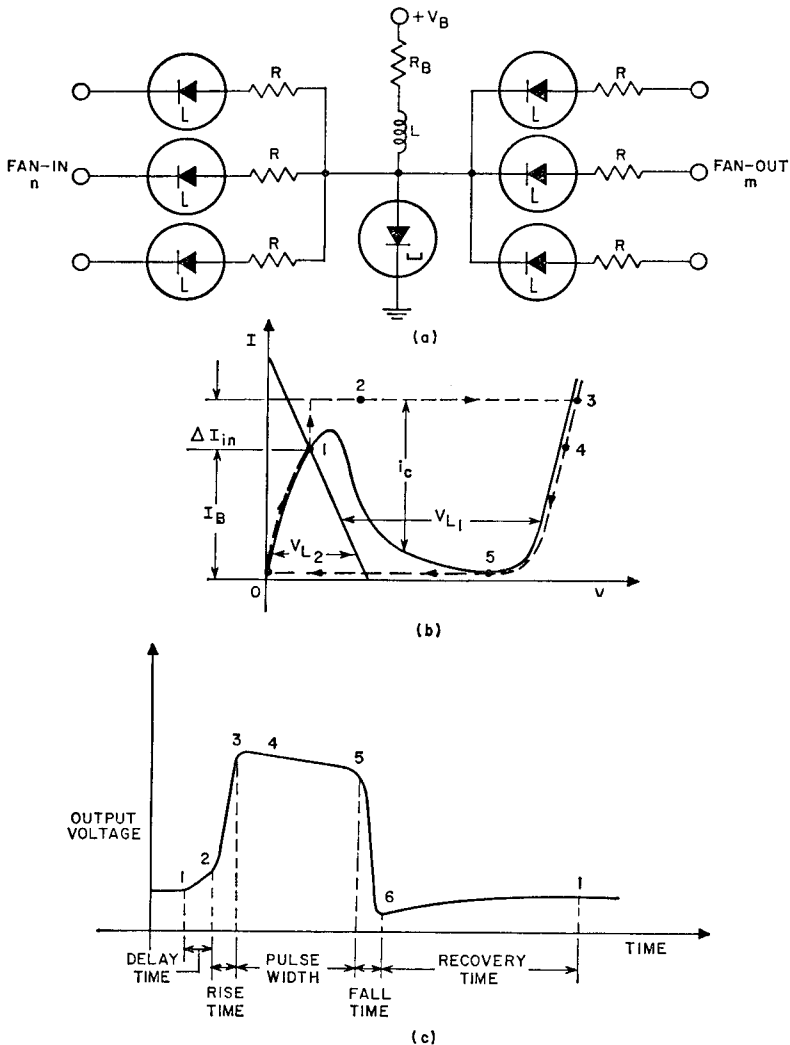 +V_B
R_B
L
R
L
R
L
R
L
R
L
R
L
R
L
FAN-IN
n
FAN-OUT
m
L
(a)
I
2
3
ΔI_in
1
4
i_c
I_B
V_L1
V_L2
5
O
V
(b)
3
4
5
OUTPUT
VOLTAGE
1
2
6
1
TIME
DELAY
TIME
RISE
TIME
PULSE
WIDTH
FALL
TIME
RECOVERY
TIME
(c)